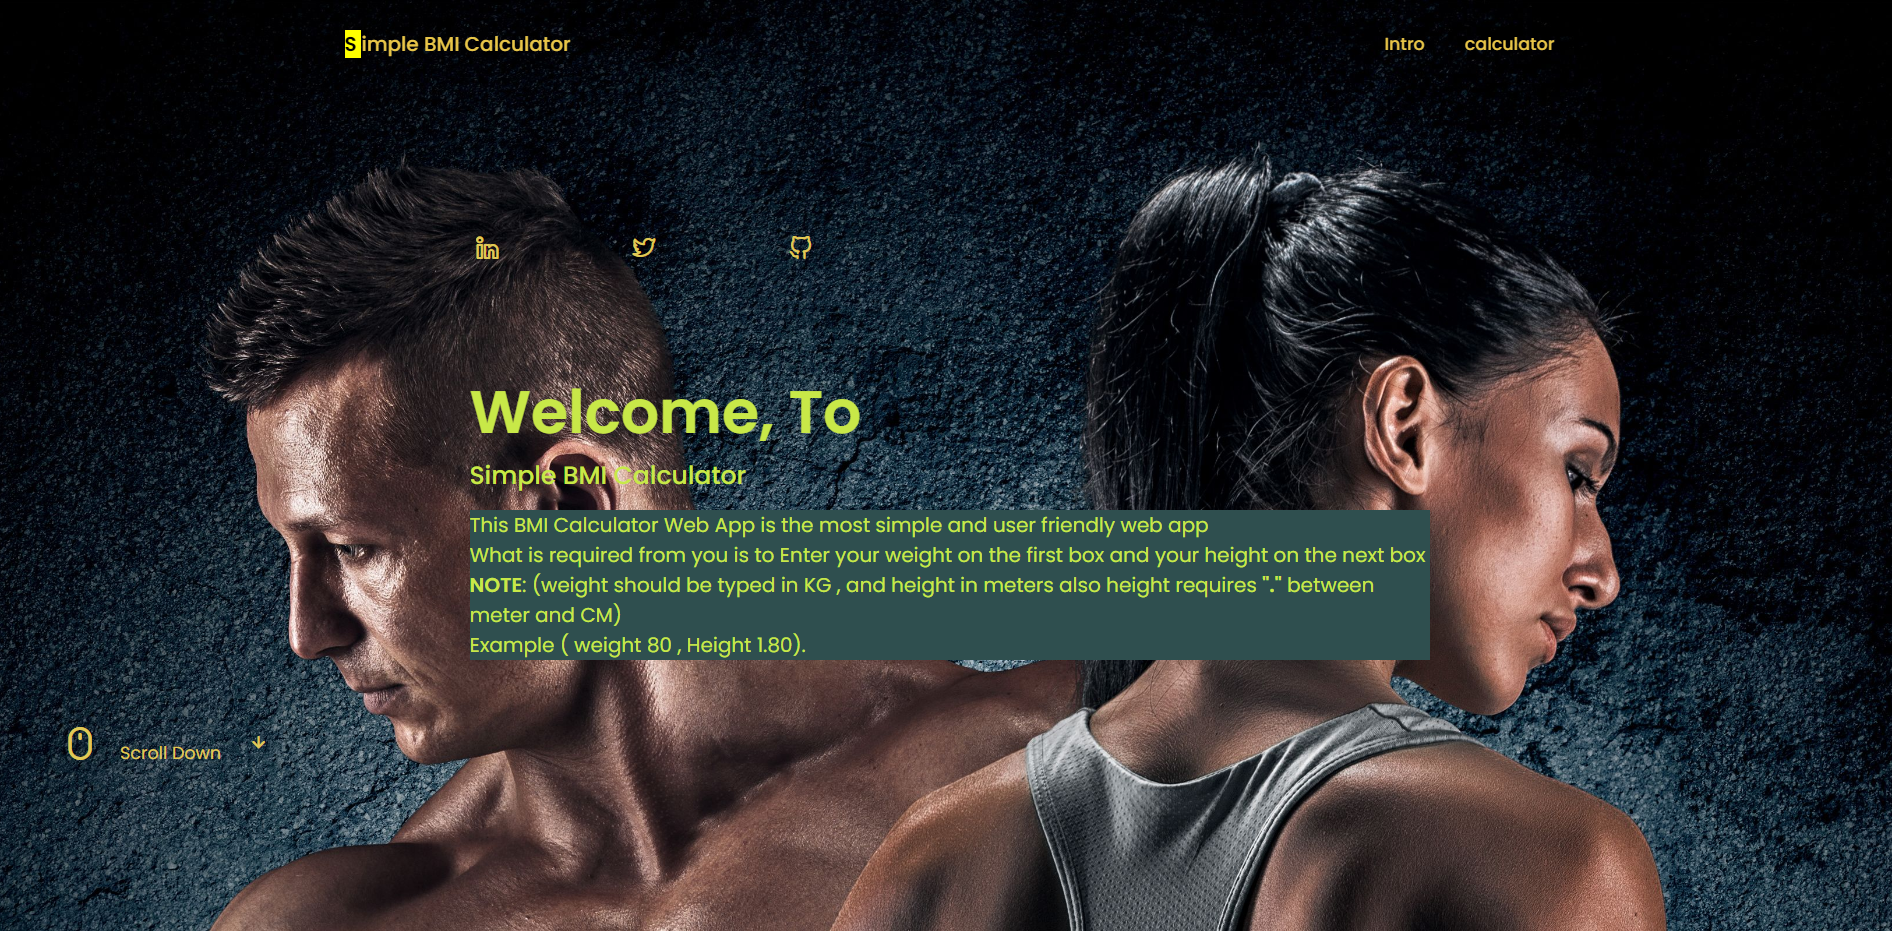 Simple BMI Calculator
Intro
calculator
Welcome, To
Simple BMI Calculator
This BMI Calculator Web App is the most simple and user friendly web app
What is required from you is to Enter your weight on the first box and your height on the next box
NOTE: (weight should be typed in KG , and height in meters also height requires "." between
meter and CM)
Example ( weight 80 , Height 1.80).
Scroll Down